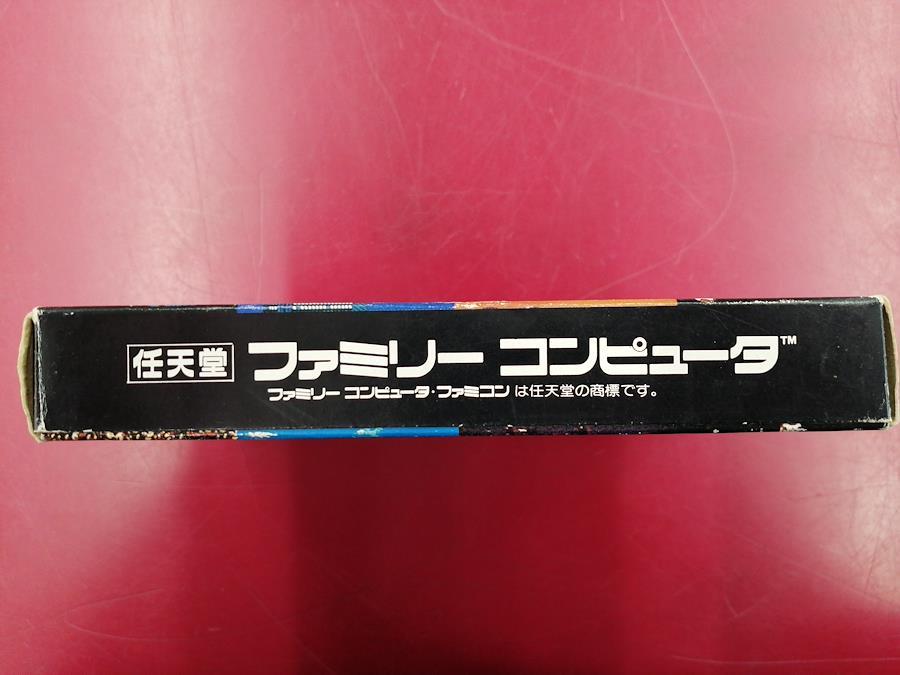 任天堂 ファミリー コンピュータ™
ファミリー コンピュータ・ファミコンは任天堂の商標です。